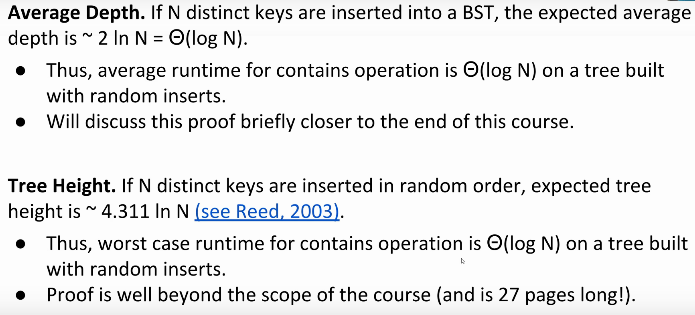 Average Depth. If N distinct keys are inserted into a BST, the expected average
depth is ~ 2 ln N = Θ(log N).
● Thus, average runtime for contains operation is Θ(log N) on a tree built
with random inserts.
● Will discuss this proof briefly closer to the end of this course.
Tree Height. If N distinct keys are inserted in random order, expected tree
height is ~ 4.311 ln N (see Reed, 2003).
● Thus, worst case runtime for contains operation is Θ(log N) on a tree built
with random inserts.
● Proof is well beyond the scope of the course (and is 27 pages long!).